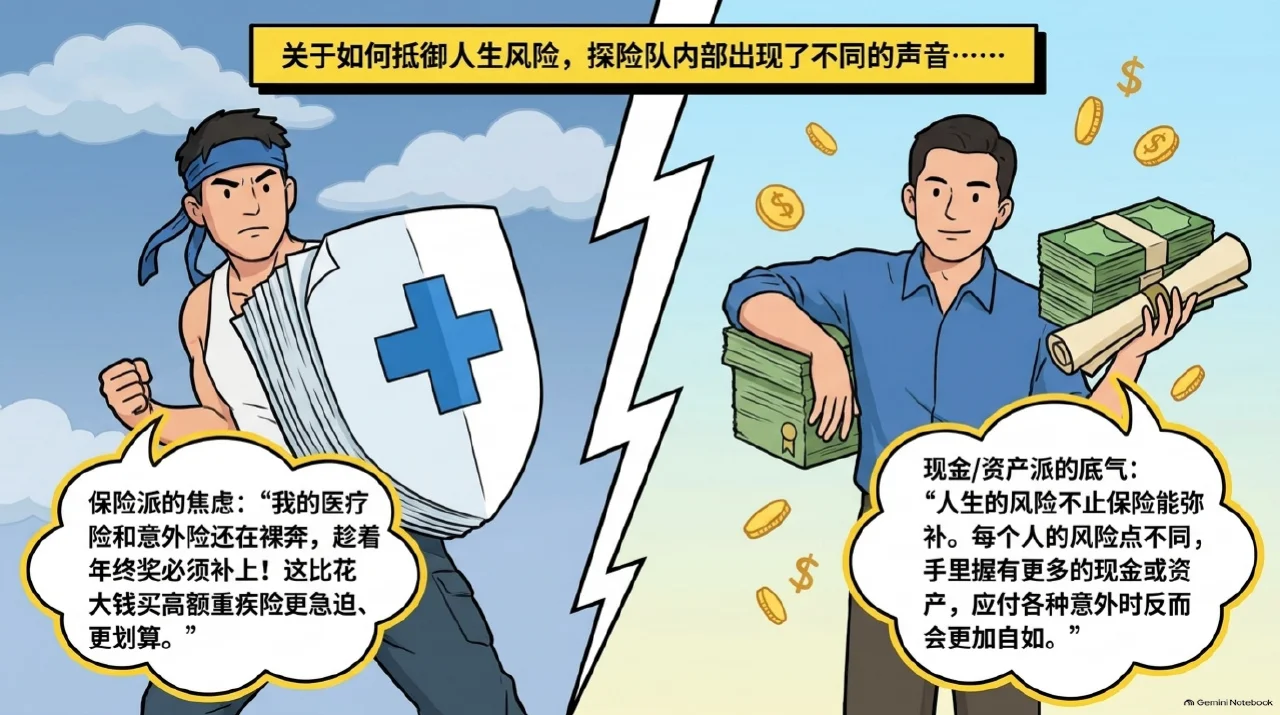 关于如何抵御人生风险，探险队内部出现了不同的声音……
保险派的焦虑：“我的医疗
险和意外险还在裸奔，趁着
年终奖必须补上！这比花
大钱买高额重疾险更急迫、
更划算。”
现金/资产派的底气：
“人生的风险不止保险能弥
补。每个人的风险点不同，
手里握有更多的现金或资
产，应付各种意外时反而
会更加自如。”
Gemini Notebook